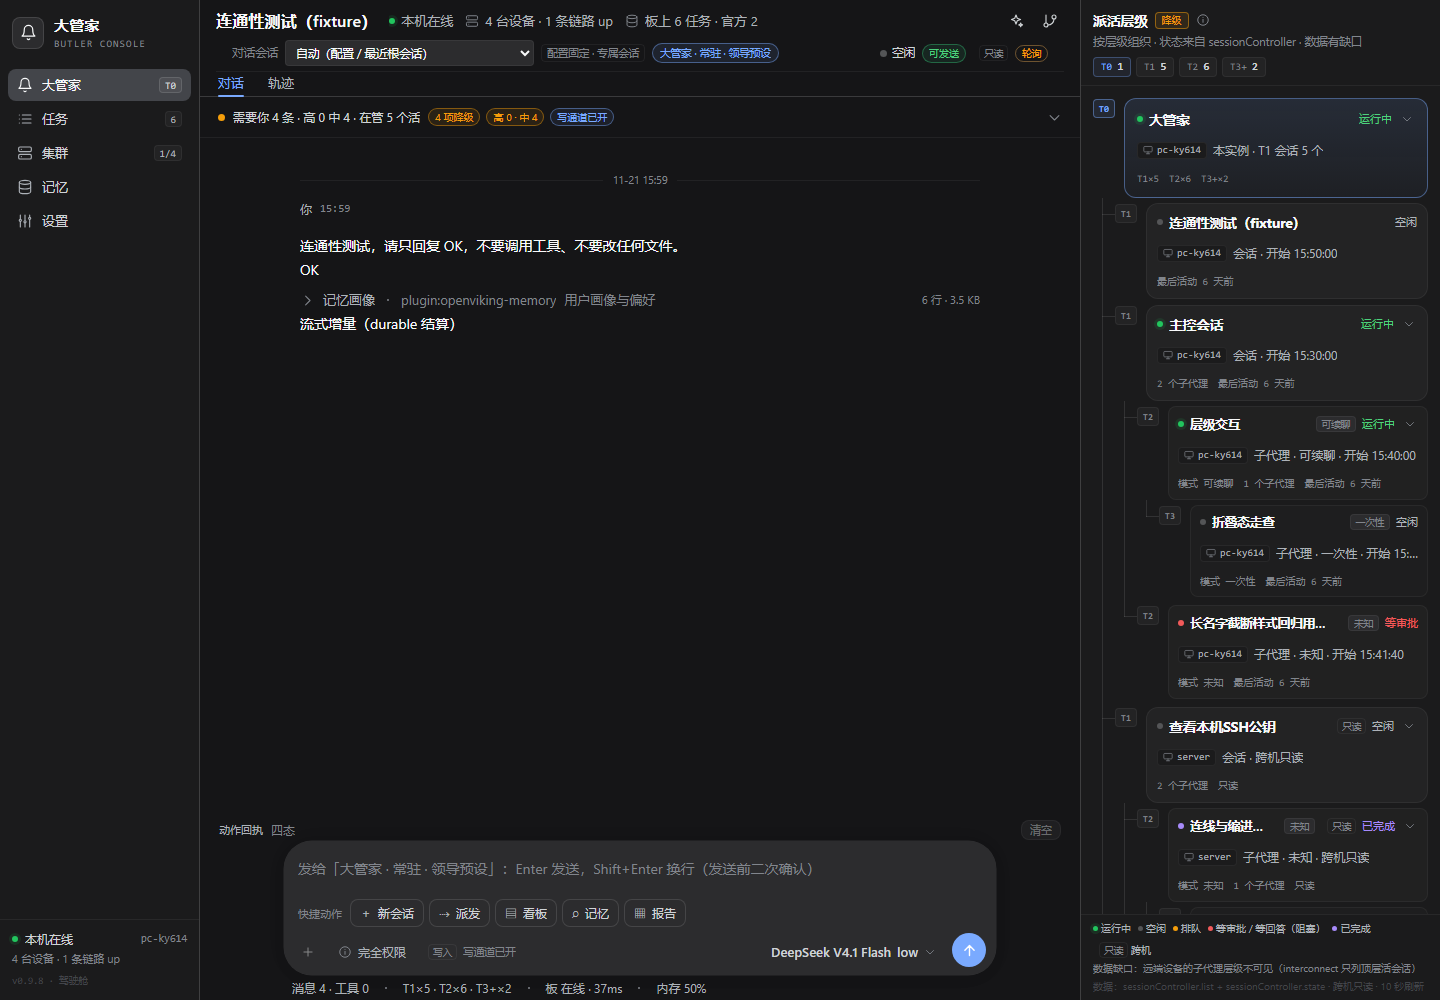 大管家
BUTLER CONSOLE
大管家 T0
任务 6
集群 1/4
记忆
设置
本机在线 pc-ky614
4 台设备 · 1 条链路 up
v0.9.8 · 驾驶舱
连通性测试（fixture） 本机在线 4 台设备 · 1 条链路 up 板上 6 任务 · 官方 2
对话会话 自动（配置 / 最近根会话） 配置固定 · 专属会话 大管家 · 常驻 · 领导预设 空闲 可发送 只读 轮询
对话 轨迹
需要你 4 条 · 高 0 中 4 · 在管 5 个活 4 项降级 高 0 · 中 4 写通道已开
11-21 15:59
你 15:59
连通性测试，请只回复 OK，不要调用工具、不要改任何文件。
OK
记忆画像 · plugin:openviking-memory 用户画像与偏好 6 行 · 3.5 KB
流式增量（durable 结算）
动作回执 四态 清空
发给「大管家 · 常驻 · 领导预设」：Enter 发送，Shift+Enter 换行（发送前二次确认）
快捷动作 + 新会话 派发 看板 记忆 报告
+ 完全权限 写入 写通道已开 DeepSeek V4.1 Flash low
消息 4 · 工具 0 · T1×5 · T2×6 · T3+×2 · 板 在线 · 37ms · 内存 50%
派活层级 降级
按层级组织 · 状态来自 sessionController · 数据有缺口
T0 1 T1 5 T2 6 T3+ 2
T0 大管家 运行中
pc-ky614 本实例 · T1 会话 5 个
T1×5 T2×6 T3+×2
T1 连通性测试（fixture） 空闲
pc-ky614 会话 · 开始 15:50:00
最后活动 6 天前
T1 主控会话 运行中
pc-ky614 会话 · 开始 15:30:00
2 个子代理 最后活动 6 天前
T2 层级交互 可续聊 运行中
pc-ky614 子代理 · 可续聊 · 开始 15:40:00
模式 可续聊 1 个子代理 最后活动 6 天前
T3 折叠态走查 一次性 空闲
pc-ky614 子代理 · 一次性 · 开始 15:...
模式 一次性 最后活动 6 天前
T2 长名字截断样式回归用... 未知 等审批
pc-ky614 子代理 · 未知 · 开始 15:41:40
模式 未知 最后活动 6 天前
T1 查看本机SSH公钥 只读 空闲
server 会话 · 跨机只读
2 个子代理 只读
T2 连线与缩进... 未知 只读 已完成
server 子代理 · 未知 · 跨机只读
模式 未知 1 个子代理 只读
运行中 空闲 排队 等审批 / 等回答（阻塞） 已完成
只读 跨机
数据缺口：远端设备的子代理层级不可见（interconnect 只列顶层活会话）
数据：sessionController.list + sessionController.state · 跨机只读 · 10 秒刷新